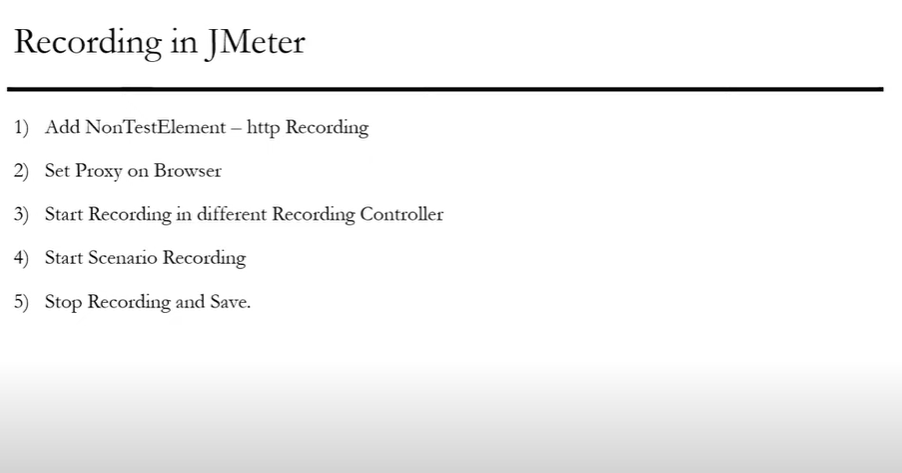 Recording in JMeter
1) Add NonTestElement – http Recording
2) Set Proxy on Browser
3) Start Recording in different Recording Controller
4) Start Scenario Recording
5) Stop Recording and Save.